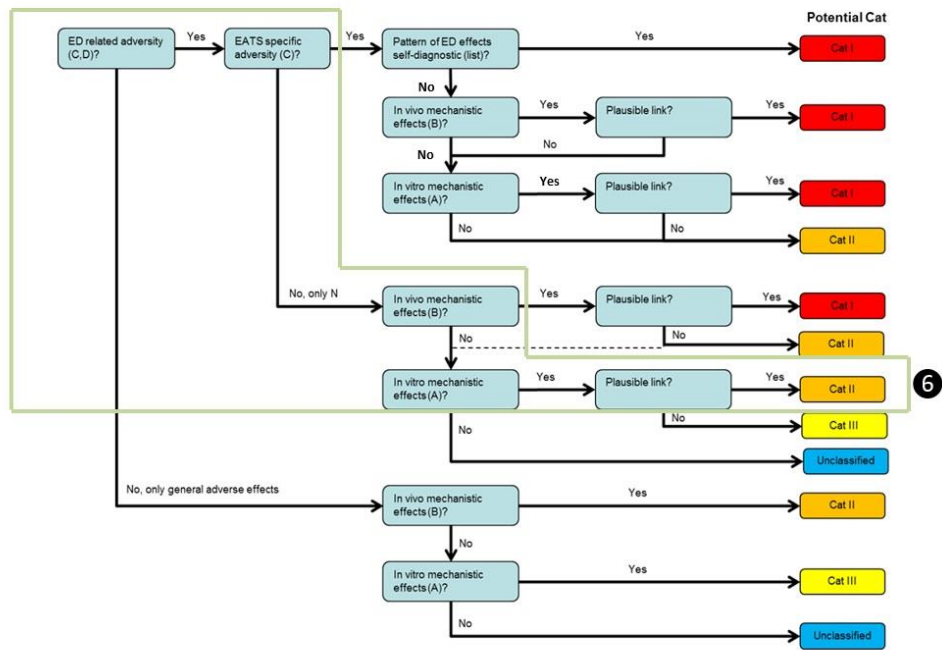 Potential Cat
ED related adversity
(C,D)?
Yes
EATS specific
adversity (C)?
Yes
Pattern of ED effects
self-diagnostic (list)?
Yes
Cat I
No
In vivo mechanistic
effects (B)?
Yes
Plausible link?
Yes
Cat I
No
No
In vitro mechanistic
effects (A)?
Yes
Plausible link?
Yes
Cat I
No
No
Cat II
No, only N
In vivo mechanistic
effects (B)?
Yes
Plausible link?
Yes
Cat I
No
No
Cat II
In vitro mechanistic
effects (A)?
Yes
Plausible link?
Yes
Cat II
6
No
No
Cat III
Unclassified
No, only general adverse effects
In vivo mechanistic
effects (B)?
Yes
Cat II
No
In vitro mechanistic
effects (A)?
Yes
Cat III
No
Unclassified